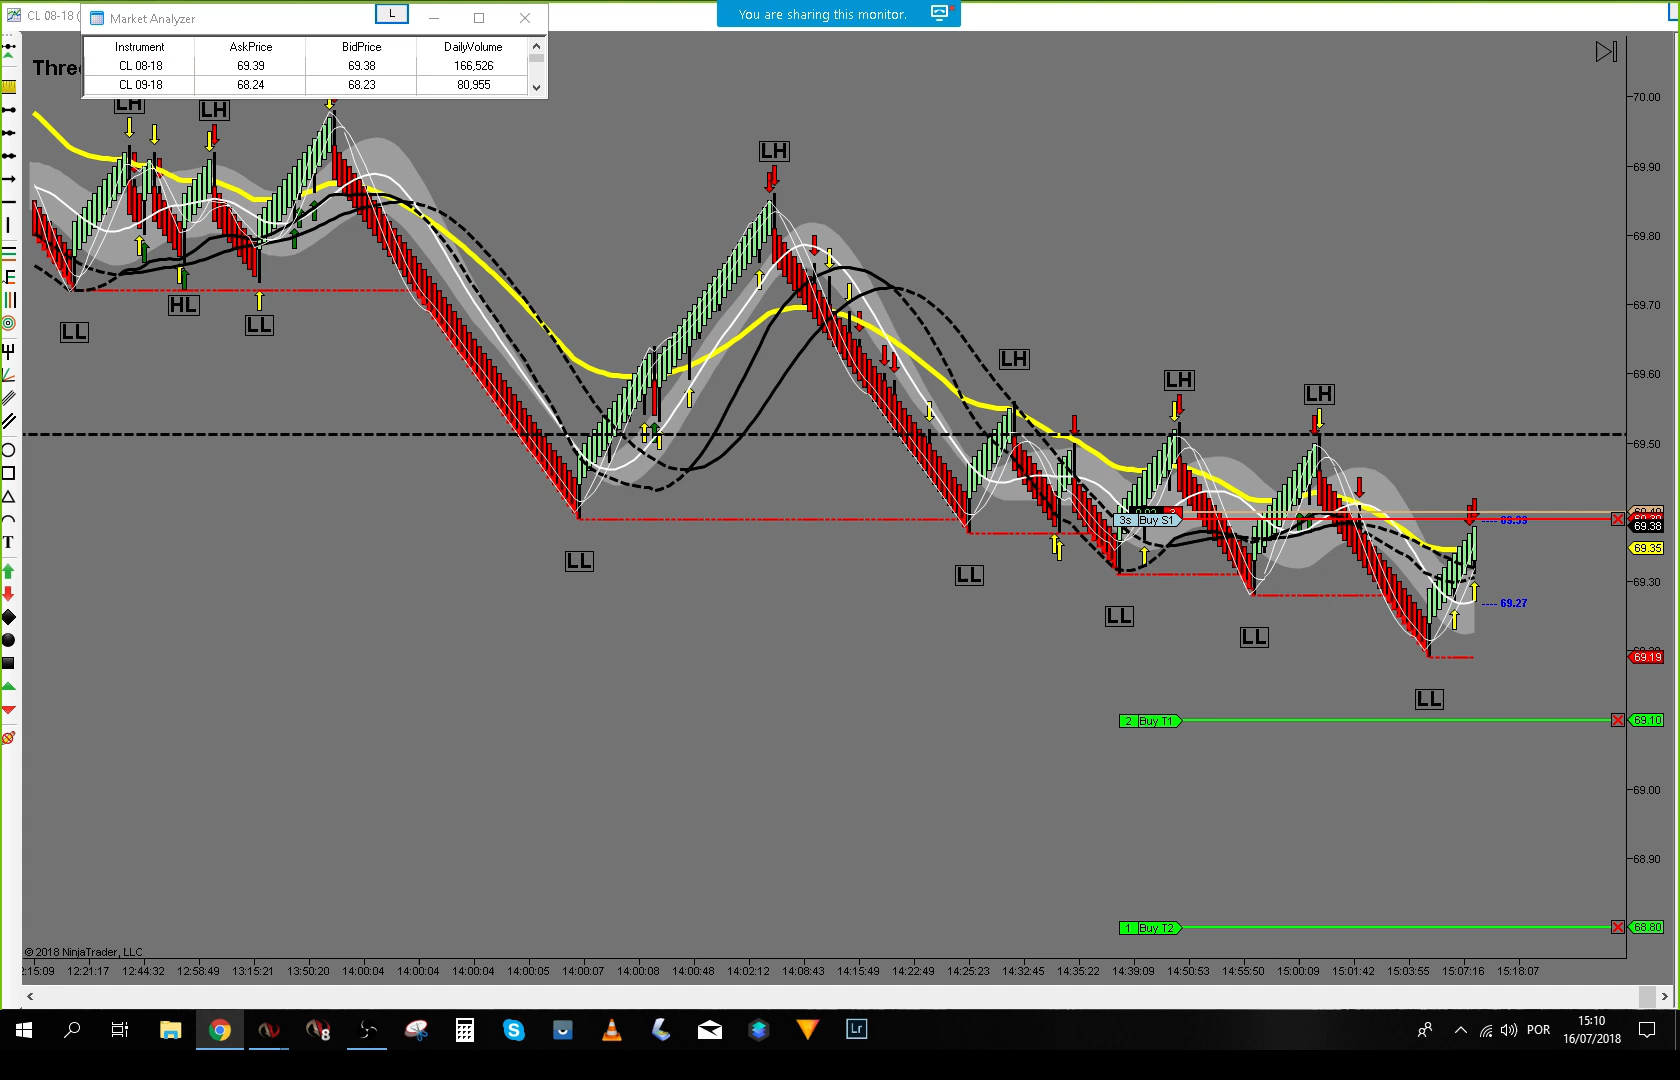 CL 08-18 (
Market Analyzer
L
You are sharing this monitor.
Instrument AskPrice BidPrice DailyVolume
CL 08-18 69.39 69.38 166,526
CL 09-18 68.24 68.23 80,955
LH
LH
LH
HL
LL
LL
LH
LH
LH
LL
LL
LL
LL
LL
3s Buy S1
2 Buy T1
1 Buy T2
69.39
69.27
70.00
69.90
69.80
69.70
69.60
69.50
69.38
69.35
69.30
69.19
69.10
69.00
68.90
68.80
E
T
© 2018 NinjaTrader, LLC
2:15:09 12:21:17 12:44:32 12:58:49 13:15:21 13:50:20 14:00:04 14:00:04 14:00:04 14:00:05 14:00:07 14:00:08 14:00:48 14:02:12 14:08:43 14:15:49 14:22:49 14:25:23 14:32:45 14:35:22 14:39:09 14:50:53 14:55:50 15:00:09 15:01:42 15:03:55 15:07:16 15:18:07
8
Lr
POR
15:10
16/07/2018